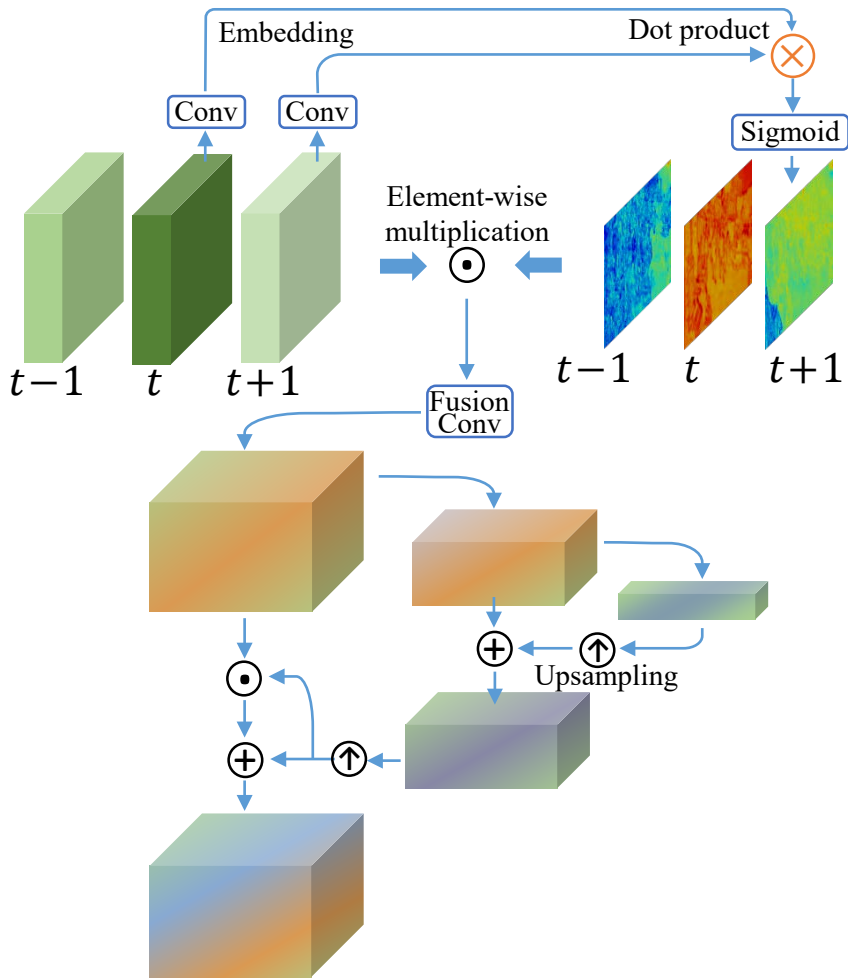 Embedding
Dot product
Conv
Conv
Sigmoid
Element-wise
multiplication
t−1
t
t+1
t−1
t
t+1
Fusion
Conv
Upsampling